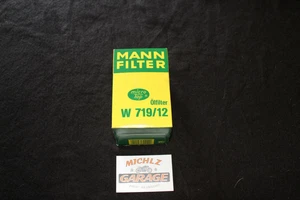 MANN
FILTER
Ölfilter
W 719/12
MICHLZ
GARAGE